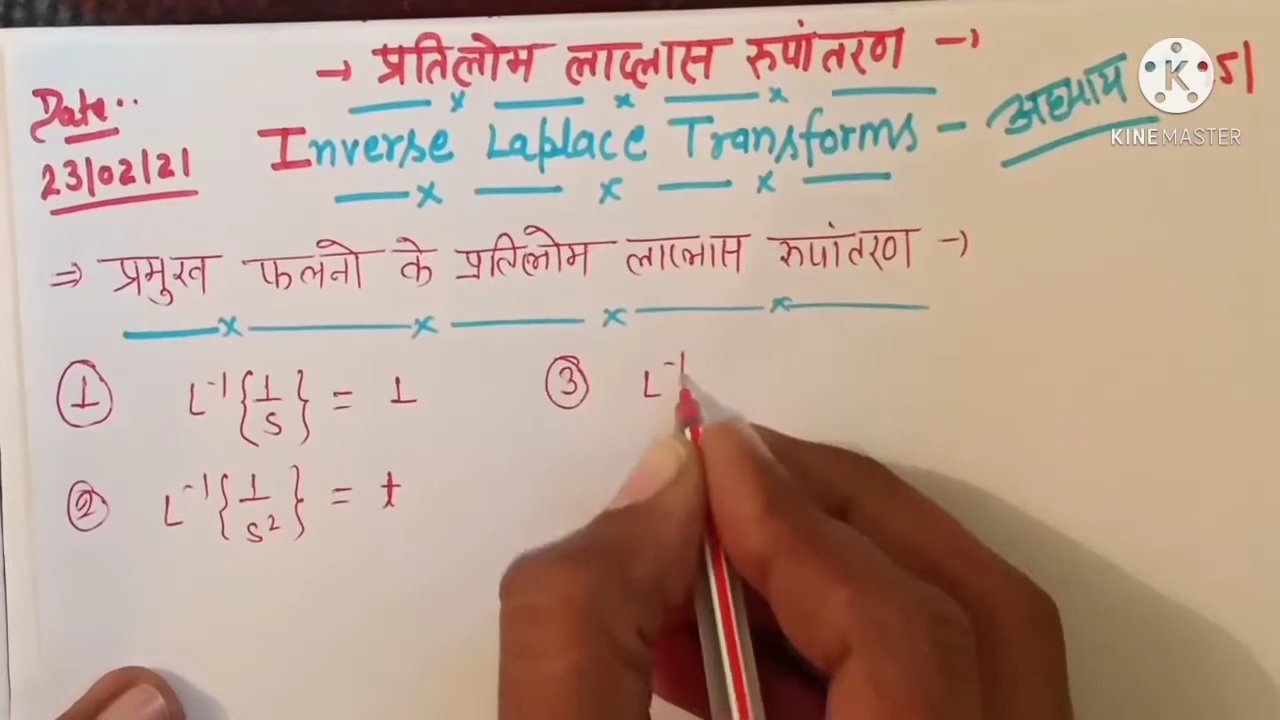 → प्रतिलोम लाप्लास रुपांतरण →
Date..
23/02/21
Inverse Laplace Transforms - अध्याय 5|
KINEMASTER
⇒ प्रमुख फलनो के प्रतिलोम लाप्लास रुपांतरण →
① L⁻¹{1/S} = 1
② L⁻¹{1/S²} = t
③ L⁻¹